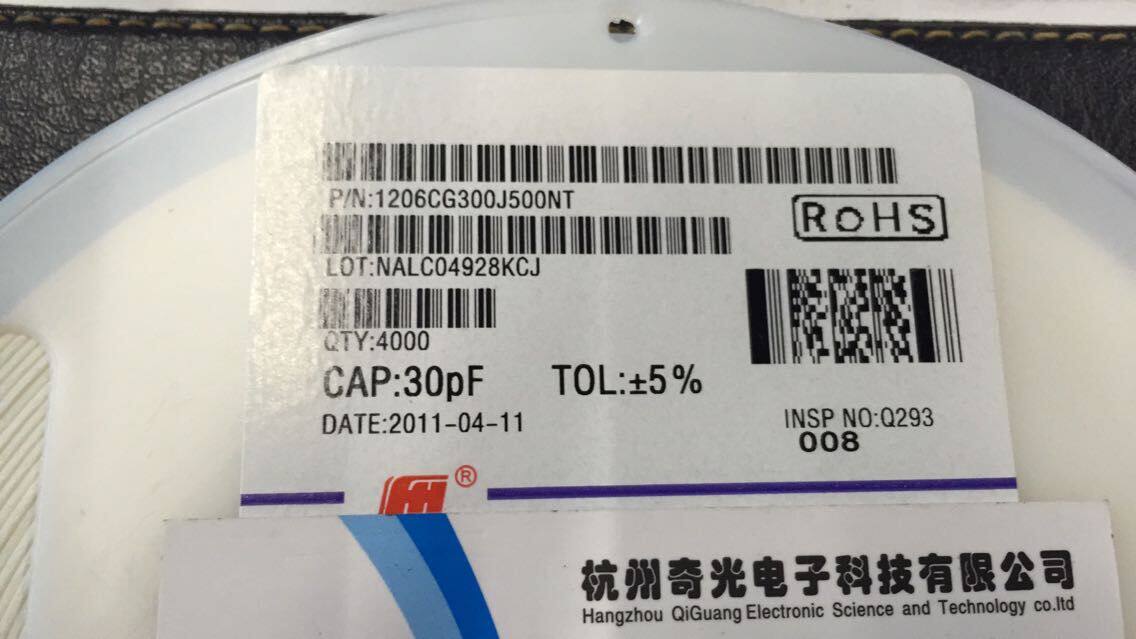 P/N:1206CG300J500NT
RoHS
LOT:NALC04928KCJ
QTY:4000
CAP:30pF TOL:±5%
DATE:2011-04-11
INSP NO:Q293
008
FH®
杭州奇光电子科技有限公司
Hangzhou QiGuang Electronic Science and Technology co.ltd